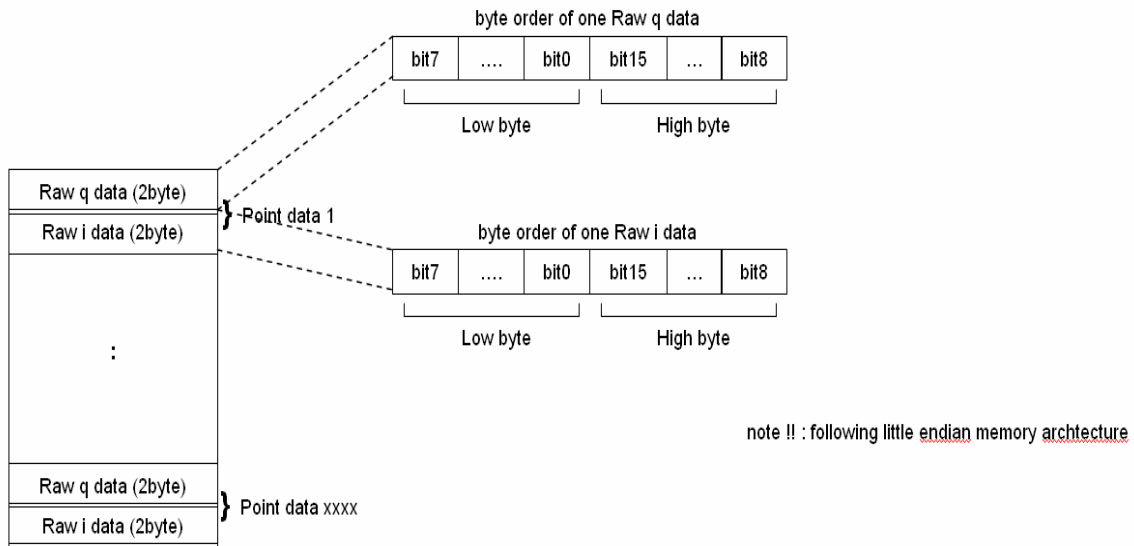 byte order of one Raw q data
bit7 .... bit0 bit15 ... bit8
Low byte High byte
Raw q data (2byte)
} Point data 1
Raw i data (2byte)
byte order of one Raw i data
bit7 .... bit0 bit15 ... bit8
Low byte High byte
:
note !! : following little endian memory archtecture
Raw q data (2byte)
} Point data xxxx
Raw i data (2byte)